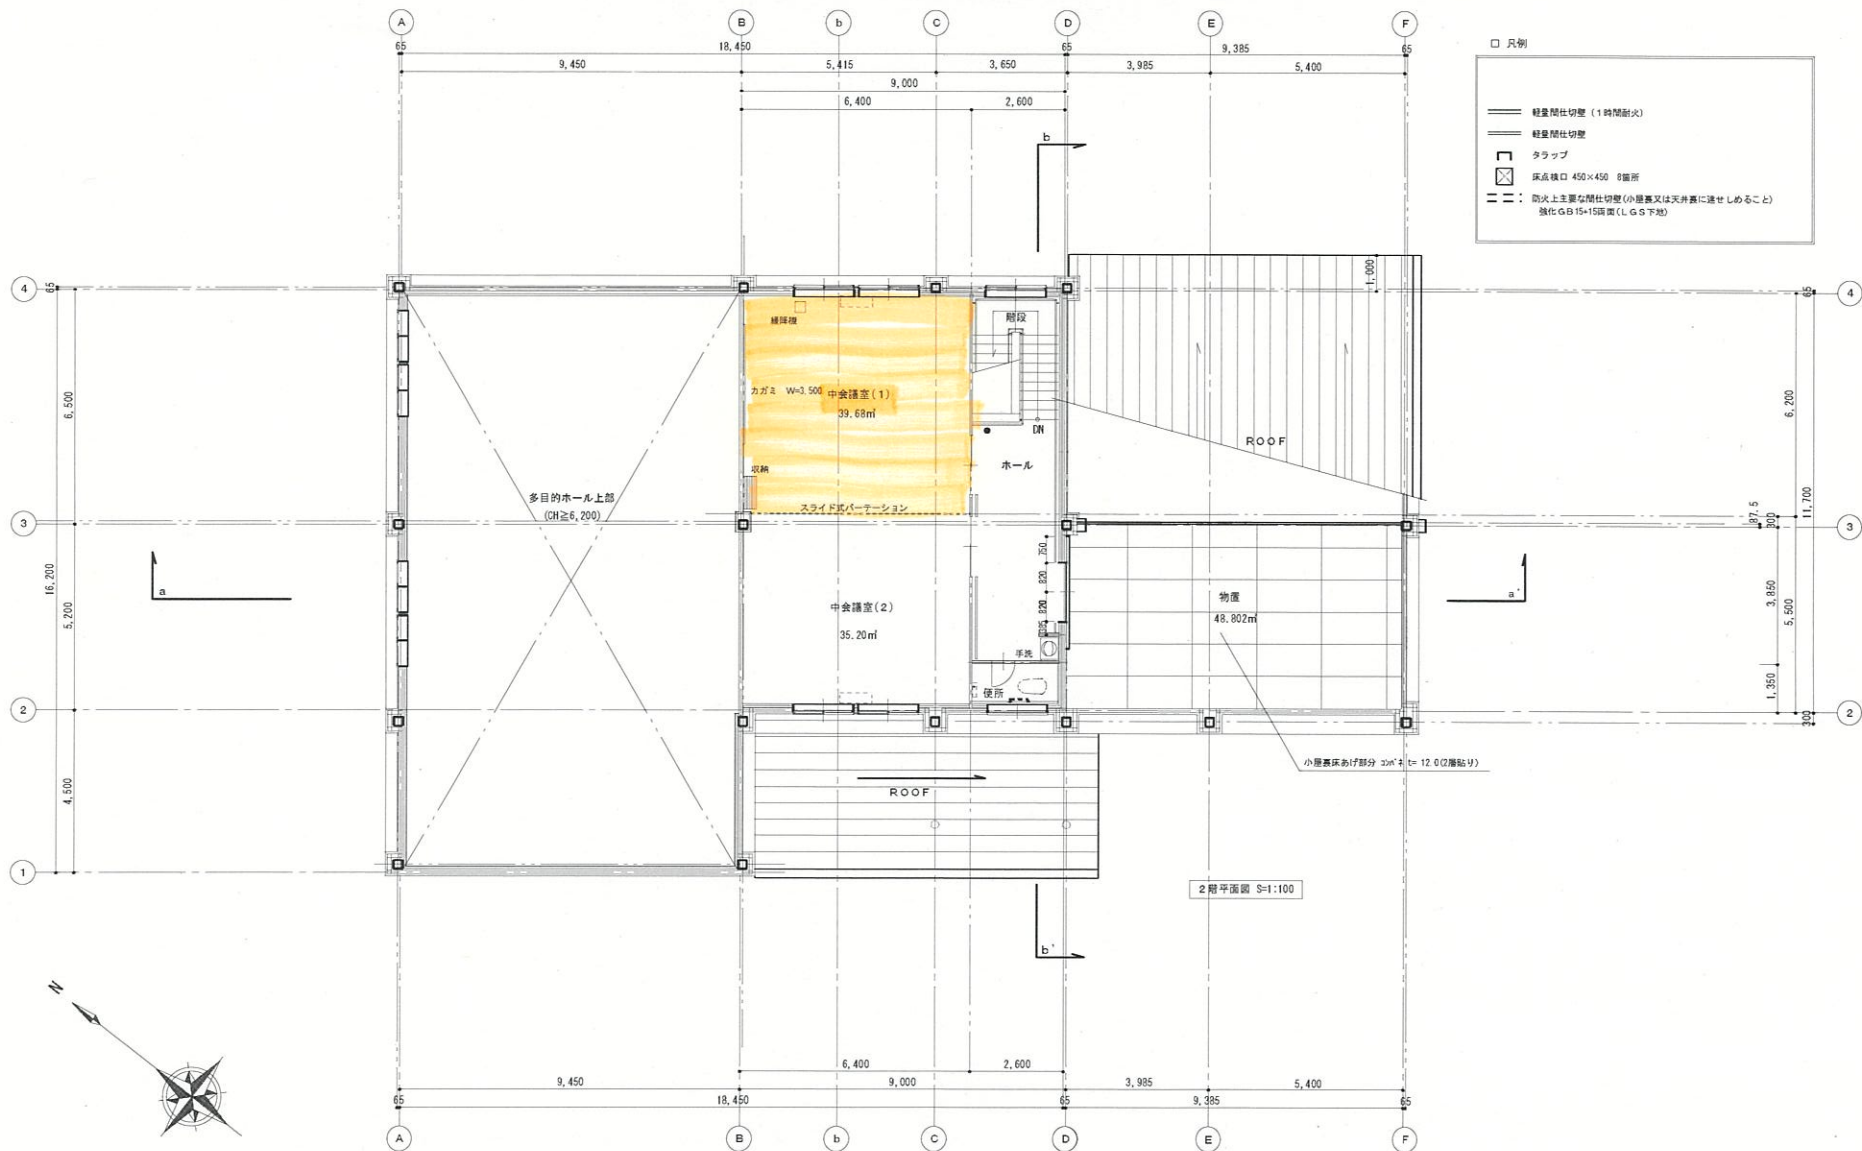 A B b C D E F
65 18,450 65 9,385 65
9,450 5,415 3,650 3,985 5,400
9,000
6,400 2,600
□ 凡例
軽量間仕切壁 (1時間耐火)
軽量間仕切壁
タラップ
床点検口 450×450 8箇所
防火上主要な間仕切壁(小屋裏又は天井裏に達せしめること)
強化GB15+15両面(LGS下地)
b
1,000
4 65 65 4
緩降機
階段
6,500
カガミ W=3,500 中会議室(1)
39.68㎡
6,200
DN
ROOF
ホール
収納
多目的ホール上部
(CH≧6,200)
スライド式パーテーション
11,700
87.5
300
3 3
750
820
820
385
16,200
a a'
5,200
中会議室(2)
35.20㎡
物置
48.802㎡
3,850
5,500
手洗
便所
1,350
2 2
300
小屋裏床あげ部分 コンパネ t= 12.0(2層貼り)
4,500
ROOF
1
2階平面図 S=1:100
b'
N
6,400 2,600
9,450 9,000 3,985 5,400
65 18,450 65 9,385 65
A B b C D E F